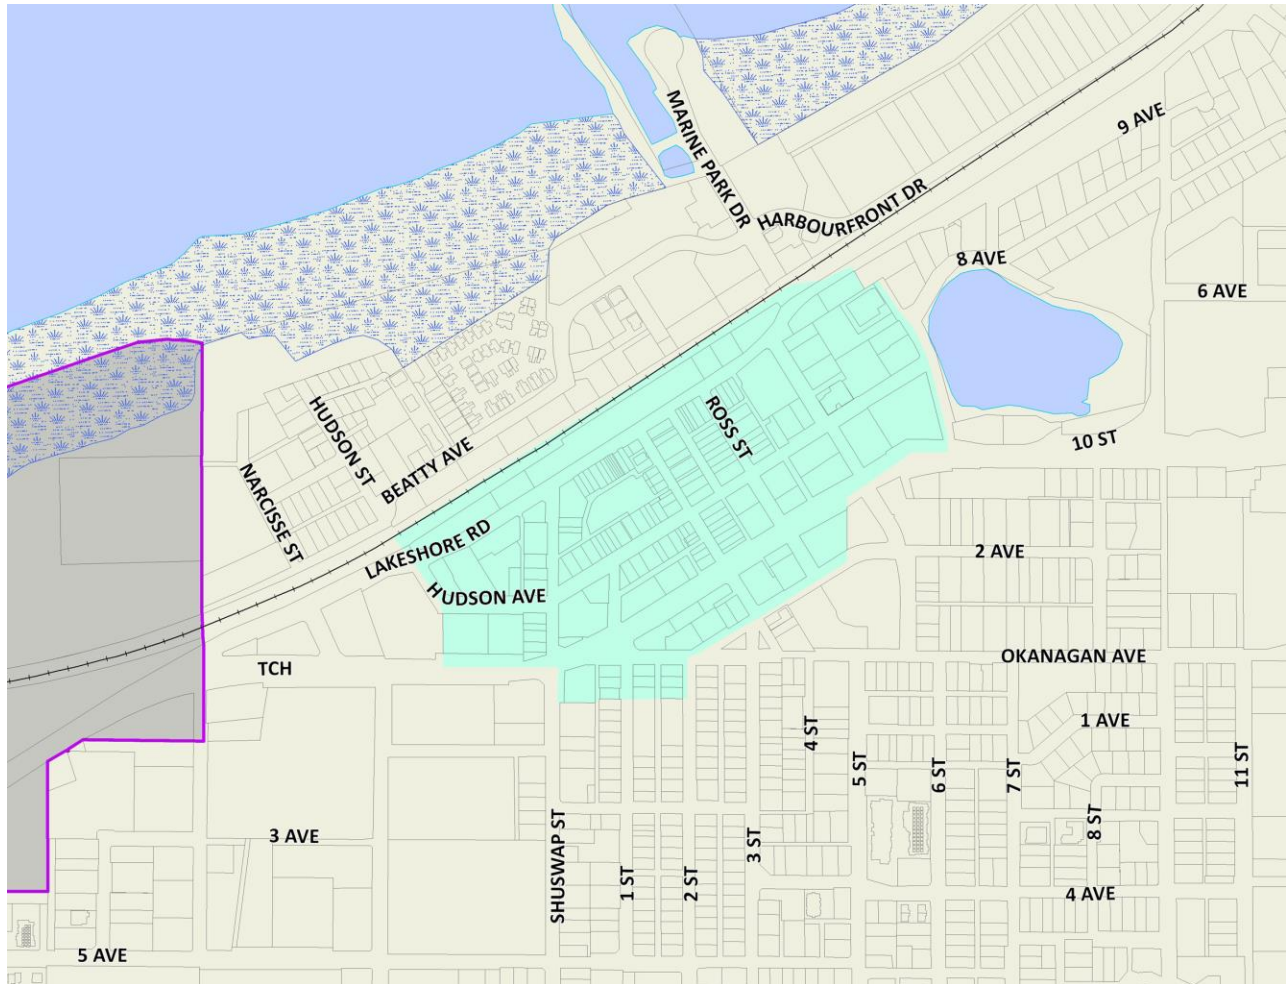 MARINE PARK DR
9 AVE
HARBOURFRONT DR
8 AVE
6 AVE
HUDSON ST
ROSS ST
BEATTY AVE
10 ST
NARCISSE ST
LAKESHORE RD
2 AVE
HUDSON AVE
TCH
OKANAGAN AVE
1 AVE
4 ST
5 ST
6 ST
7 ST
11 ST
8 ST
3 AVE
3 ST
SHUSWAP ST
1 ST
2 ST
4 AVE
5 AVE